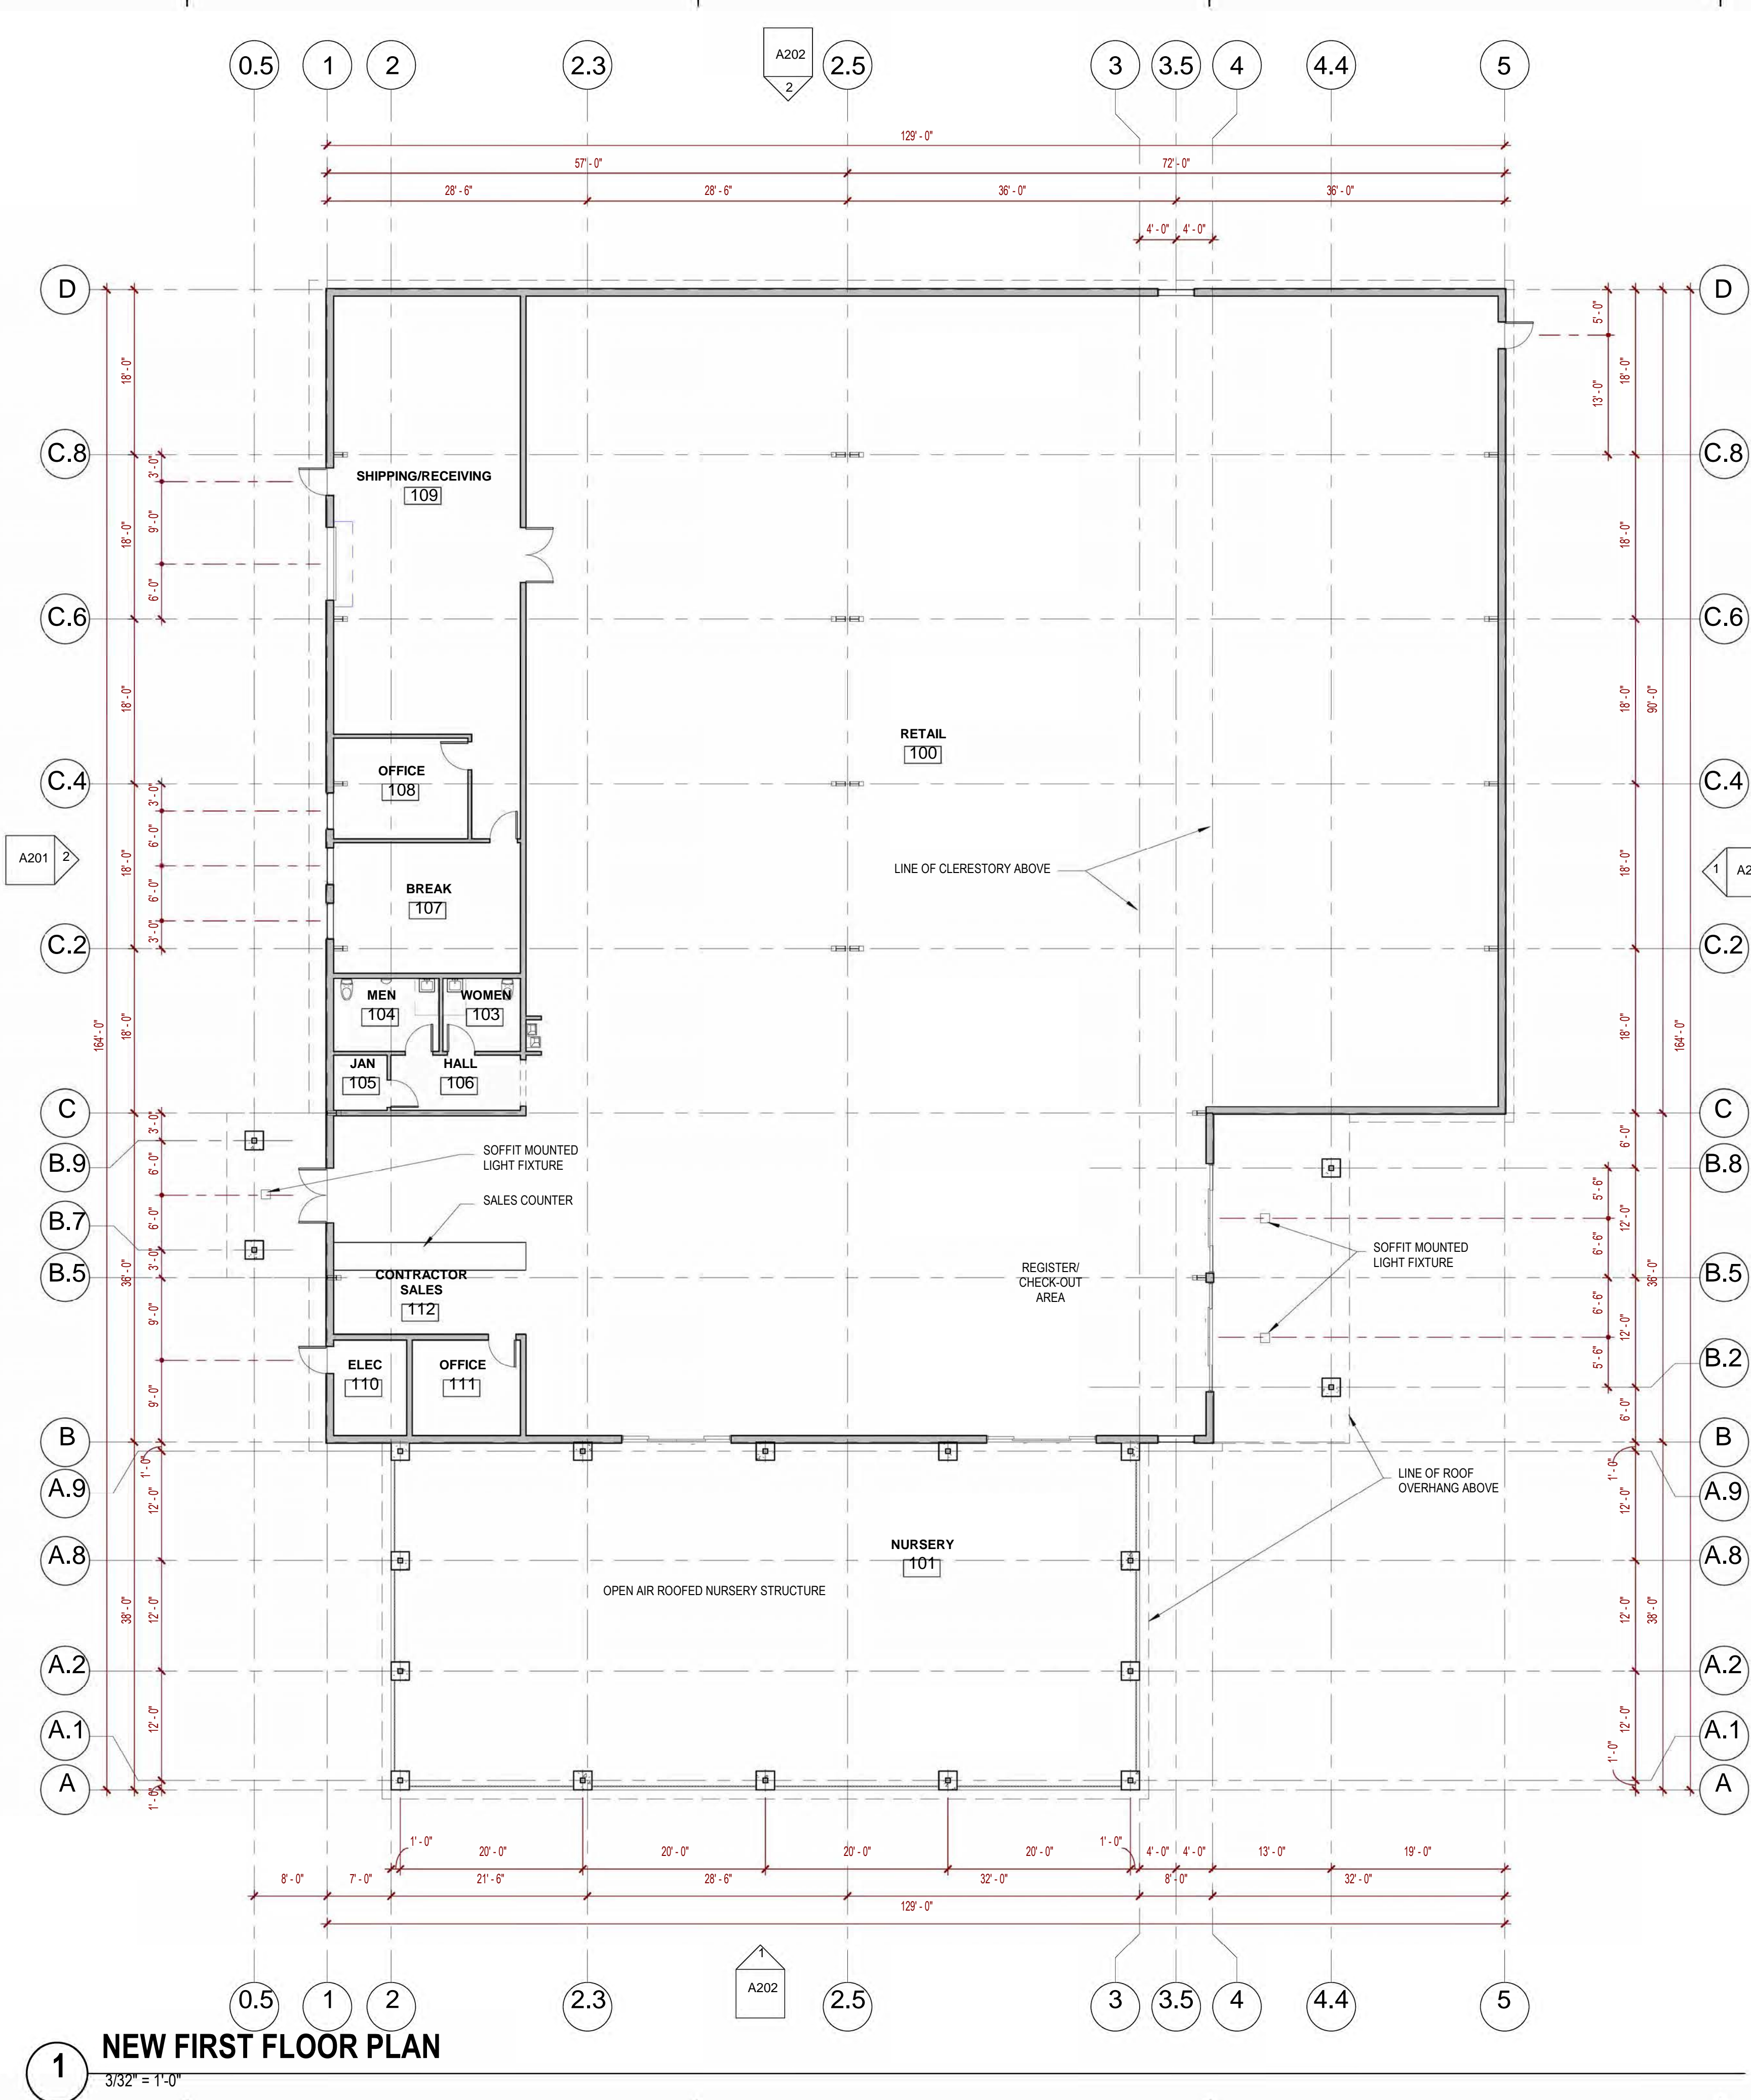 0.5 1 2 2.3 2.5 3 3.5 4 4.4 5
A202
2
129' - 0"
57' - 0" 72' - 0"
28' - 6" 28' - 6" 36' - 0" 36' - 0"
4' - 0" 4' - 0"
D D
5' - 0"
18' - 0" 18' - 0"
13' - 0"
C.8 C.8
3' - 0"
SHIPPING/RECEIVING
109
9' - 0"
18' - 0" 18' - 0"
6' - 0"
C.6 C.6
18' - 0" 18' - 0" 90' - 0"
RETAIL
100
OFFICE
108
C.4 C.4
3' - 0"
6' - 0"
A201 2
18' - 0" 18' - 0"
1 A2
LINE OF CLERESTORY ABOVE
6' - 0"
BREAK
107
3' - 0"
C.2 C.2
MEN WOMEN
104 103
164' - 0" 18' - 0" 18' - 0" 164' - 0"
JAN HALL
105 106
C C
3' - 0"
6' - 0"
B.9 B.8
6' - 0"
SOFFIT MOUNTED
LIGHT FIXTURE
5' - 6"
SALES COUNTER
B.7
6' - 0"
12' - 0"
6' - 6"
SOFFIT MOUNTED
LIGHT FIXTURE
3' - 0"
36' - 0" 36' - 0"
B.5 B.5
CONTRACTOR
SALES
112
REGISTER/
CHECK-OUT
AREA
9' - 0"
6' - 6"
12' - 0"
5' - 6"
ELEC OFFICE
110 111
B.2
9' - 0"
6' - 0"
B B
1' - 0" 1' - 0"
LINE OF ROOF
OVERHANG ABOVE
A.9 A.9
12' - 0" 12' - 0"
NURSERY
101
A.8 A.8
OPEN AIR ROOFED NURSERY STRUCTURE
38' - 0" 12' - 0" 12' - 0" 38' - 0"
A.2 A.2
12' - 0" 12' - 0"
A.1 A.1
1' - 0"
A A
1' - 0"
1' - 0" 20' - 0" 20' - 0" 20' - 0" 20' - 0" 1' - 0" 4' - 0" 4' - 0" 13' - 0" 19' - 0"
8' - 0" 7' - 0" 21' - 6" 28' - 6" 32' - 0" 8' - 0" 32' - 0"
129' - 0"
1
A202
0.5 1 2 2.3 2.5 3 3.5 4 4.4 5
1 NEW FIRST FLOOR PLAN
3/32" = 1'-0"